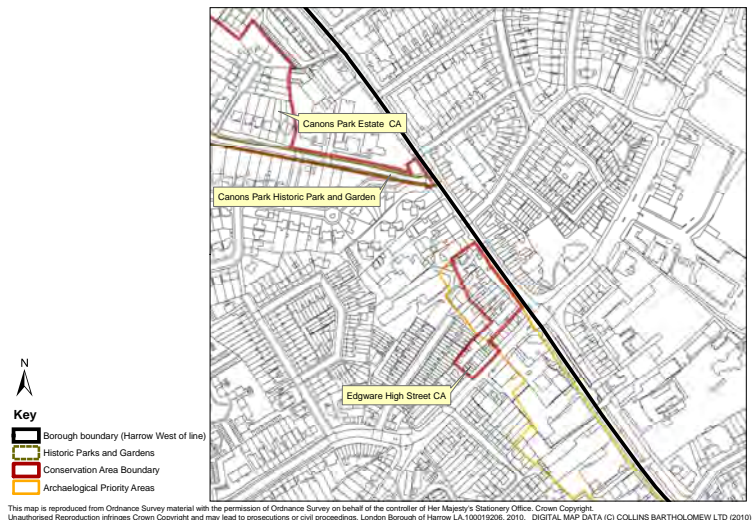 Canons Park Estate CA
Canons Park Historic Park and Garden
Edgware High Street CA
N
Key
Borough boundary (Harrow West of line)
Historic Parks and Gardens
Conservation Area Boundary
Archaelogical Priority Areas
This map is reproduced from Ordnance Survey material with the permission of Ordnance Survey on behalf of the controller of Her Majesty's Stationery Office. Crown Copyright.
Unauthorised Reproduction infringes Crown Copyright and may lead to prosecutions or civil proceedings. London Borough of Harrow LA.100019206. 2010. DIGITAL MAP DATA (C) COLLINS BARTHOLOMEW LTD (2010)